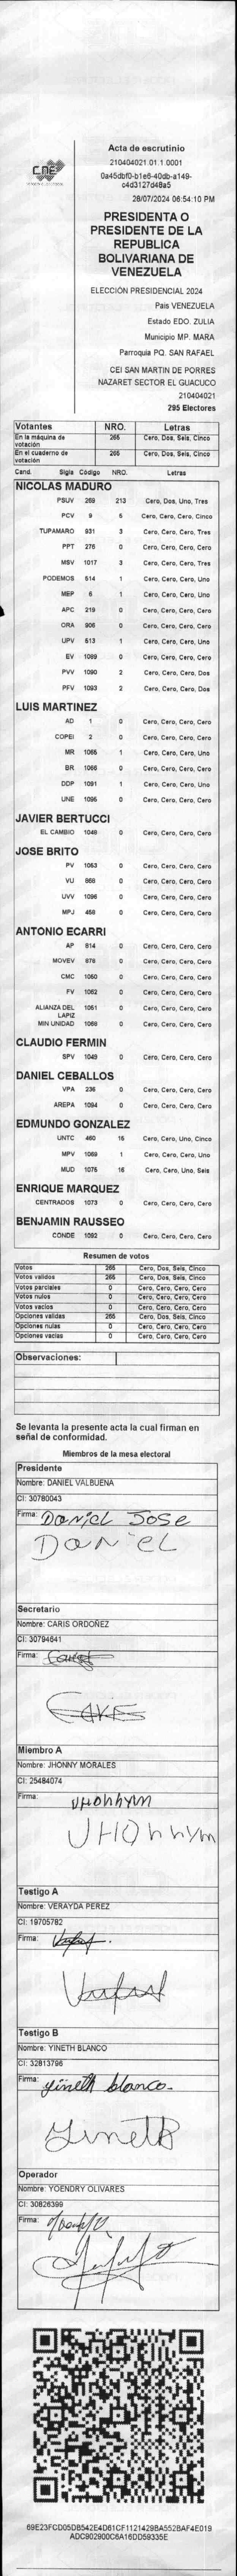 CNE
Acta de escrutinio
210404021.01.1.0001
0a45dbf0-b1e6-40db-a149-
c4d3127d48a5
28/07/2024 06:54:10 PM
PRESIDENTA O
PRESIDENTE DE LA
REPUBLICA
BOLIVARIANA DE
VENEZUELA
ELECCIÓN PRESIDENCIAL 2024
Pais VENEZUELA
Estado EDO. ZULIA
Municipio MP. MARA
Parroquia PQ. SAN RAFAEL
CEI SAN MARTIN DE PORRES
NAZARET SECTOR EL GUACUCO
210404021
295 Electores
Votantes NRO. Letras
En la máquina de votación 265 Cero, Dos, Seis, Cinco
En el cuaderno de votación 265 Cero, Dos, Seis, Cinco
Cand. Sigla Código NRO. Letras
NICOLAS MADURO
PSUV 269 213 Cero, Dos, Uno, Tres
PCV 9 5 Cero, Cero, Cero, Cinco
TUPAMARO 931 3 Cero, Cero, Cero, Tres
PPT 276 0 Cero, Cero, Cero, Cero
MSV 1017 3 Cero, Cero, Cero, Tres
PODEMOS 514 1 Cero, Cero, Cero, Uno
MEP 6 1 Cero, Cero, Cero, Uno
APC 219 0 Cero, Cero, Cero, Cero
ORA 906 0 Cero, Cero, Cero, Cero
UPV 513 1 Cero, Cero, Cero, Uno
EV 1089 0 Cero, Cero, Cero, Cero
PVV 1090 2 Cero, Cero, Cero, Dos
PFV 1093 2 Cero, Cero, Cero, Dos
LUIS MARTINEZ
AD 1 0 Cero, Cero, Cero, Cero
COPEI 2 0 Cero, Cero, Cero, Cero
MR 1065 1 Cero, Cero, Cero, Uno
BR 1066 0 Cero, Cero, Cero, Cero
DDP 1091 1 Cero, Cero, Cero, Uno
UNE 1095 0 Cero, Cero, Cero, Cero
JAVIER BERTUCCI
EL CAMBIO 1049 0 Cero, Cero, Cero, Cero
JOSE BRITO
PV 1053 0 Cero, Cero, Cero, Cero
VU 868 0 Cero, Cero, Cero, Cero
UVV 1096 0 Cero, Cero, Cero, Cero
MPJ 458 0 Cero, Cero, Cero, Cero
ANTONIO ECARRI
AP 814 0 Cero, Cero, Cero, Cero
MOVEV 878 0 Cero, Cero, Cero, Cero
CMC 1050 0 Cero, Cero, Cero, Cero
FV 1062 0 Cero, Cero, Cero, Cero
ALIANZA DEL LAPIZ 1051 0 Cero, Cero, Cero, Cero
MIN UNIDAD 1068 0 Cero, Cero, Cero, Cero
CLAUDIO FERMIN
SPV 1049 0 Cero, Cero, Cero, Cero
DANIEL CEBALLOS
VPA 236 0 Cero, Cero, Cero, Cero
AREPA 1094 0 Cero, Cero, Cero, Cero
EDMUNDO GONZALEZ
UNTC 460 15 Cero, Cero, Uno, Cinco
MPV 1069 1 Cero, Cero, Cero, Uno
MUD 1075 16 Cero, Cero, Uno, Seis
ENRIQUE MARQUEZ
CENTRADOS 1073 0 Cero, Cero, Cero, Cero
BENJAMIN RAUSSEO
CONDE 1092 0 Cero, Cero, Cero, Cero
Resumen de votos
Votos 265 Cero, Dos, Seis, Cinco
Votos validos 265 Cero, Dos, Seis, Cinco
Votos parciales 0 Cero, Cero, Cero, Cero
Votos nulos 0 Cero, Cero, Cero, Cero
Votos vacios 0 Cero, Cero, Cero, Cero
Opciones validas 265 Cero, Dos, Seis, Cinco
Opciones nulas 0 Cero, Cero, Cero, Cero
Opciones vacias 0 Cero, Cero, Cero, Cero
Observaciones:
Se levanta la presente acta la cual firman en
señal de conformidad.
Miembros de la mesa electoral
Presidente
Nombre: DANIEL VALBUENA
CI: 30780043
Firma: Daniel Jose
Daniel
Secretario
Nombre: CARIS ORDOÑEZ
CI: 30794641
Firma:
Miembro A
Nombre: JHONNY MORALES
CI: 25484074
Firma: JHOhhym
JHOhhym
Testigo A
Nombre: VERAYDA PEREZ
CI: 19705782
Firma:
Testigo B
Nombre: YINETH BLANCO
CI: 32813796
Firma: yineth blanco
Yineth
Operador
Nombre: YOENDRY OLIVARES
CI: 30826399
Firma:
69E23FCD05DB542E4D61CF1121429BA552BAF4E019
ADC902900C6A16DD59335E